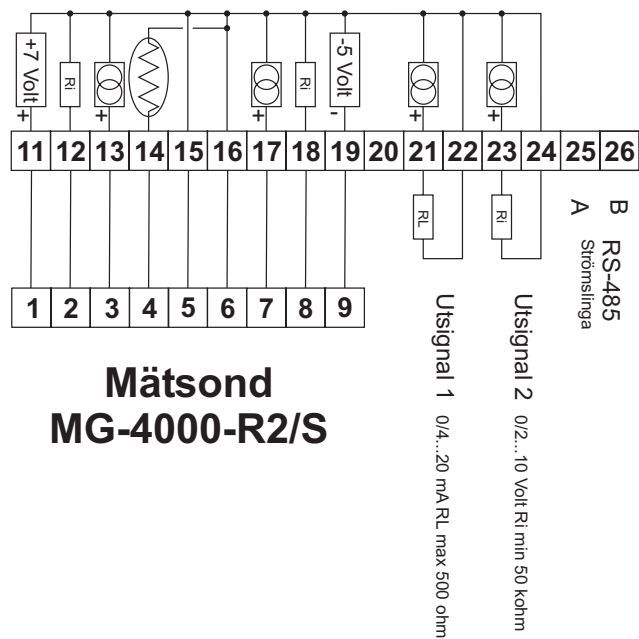 +7 Volt
Ri
Ri
-5 Volt
+ + + + + -
11 12 13 14 15 16 17 18 19 20 21 22 23 24 25 26
RL
Ri
A B
RS-485
Strömslinga
1 2 3 4 5 6 7 8 9
Mätsond
MG-4000-R2/S
Utsignal 1 0/4...20 mA RL max 500 ohm
Utsignal 2 0/2...10 Volt Ri min 50 kohm